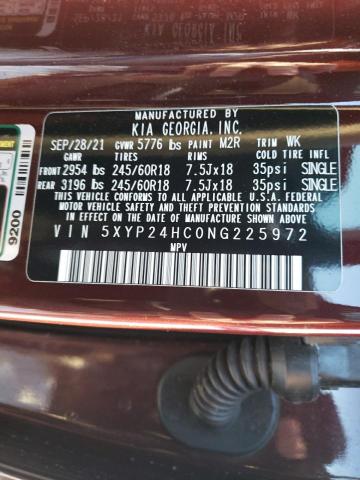 MANUFACTURED BY
KIA GEORGIA, INC.
SEP/28/21 GVWR 5776 lbs PAINT M2R TRIM WK
GAWR TIRES RIMS COLD TIRE INFL
FRONT 2954 lbs 245/60R18 7.5Jx18 35psi SINGLE
REAR 3196 lbs 245/60R18 7.5Jx18 35psi SINGLE
THIS VEHICLE CONFORMS TO ALL APPLICABLE U.S. FEDERAL
MOTOR VEHICLE SAFETY AND THEFT PREVENTION STANDARDS
IN EFFECT ON THE DATE OF MANUFACTURE SHOWN ABOVE.
VIN 5XYP24HC0NG225972
MPV
9200